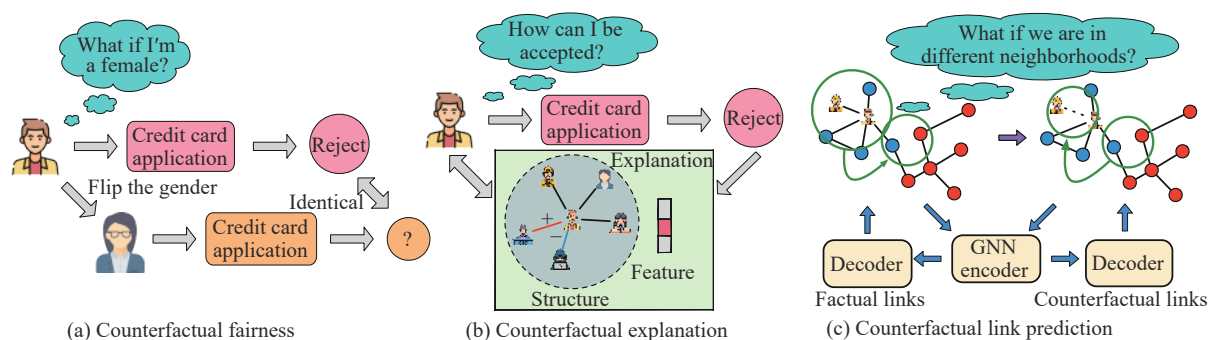 What if I'm
a female?
Credit card
application
Reject
Flip the gender
Identical
Credit card
application
?
(a) Counterfactual fairness
How can I be
accepted?
Credit card
application
Reject
Explanation
+
−
Feature
Structure
(b) Counterfactual explanation
What if we are in
different neighborhoods?
Decoder
GNN
encoder
Decoder
Factual links
Counterfactual links
(c) Counterfactual link prediction